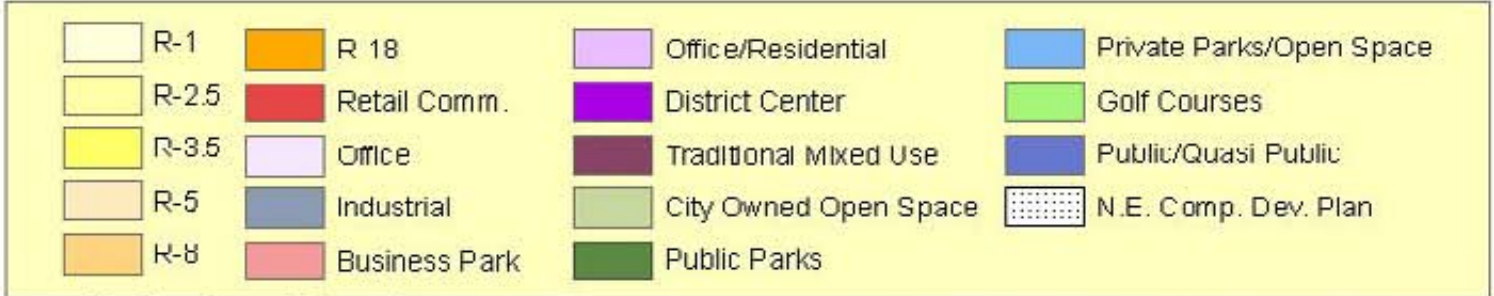 R-1
R-2.5
R-3.5
R-5
R-8
R 18
Retail Comm.
Office
Industrial
Business Park
Office/Residential
District Center
Traditional Mixed Use
City Owned Open Space
Public Parks
Private Parks/Open Space
Golf Courses
Public/Quasi Public
N.E. Comp. Dev. Plan